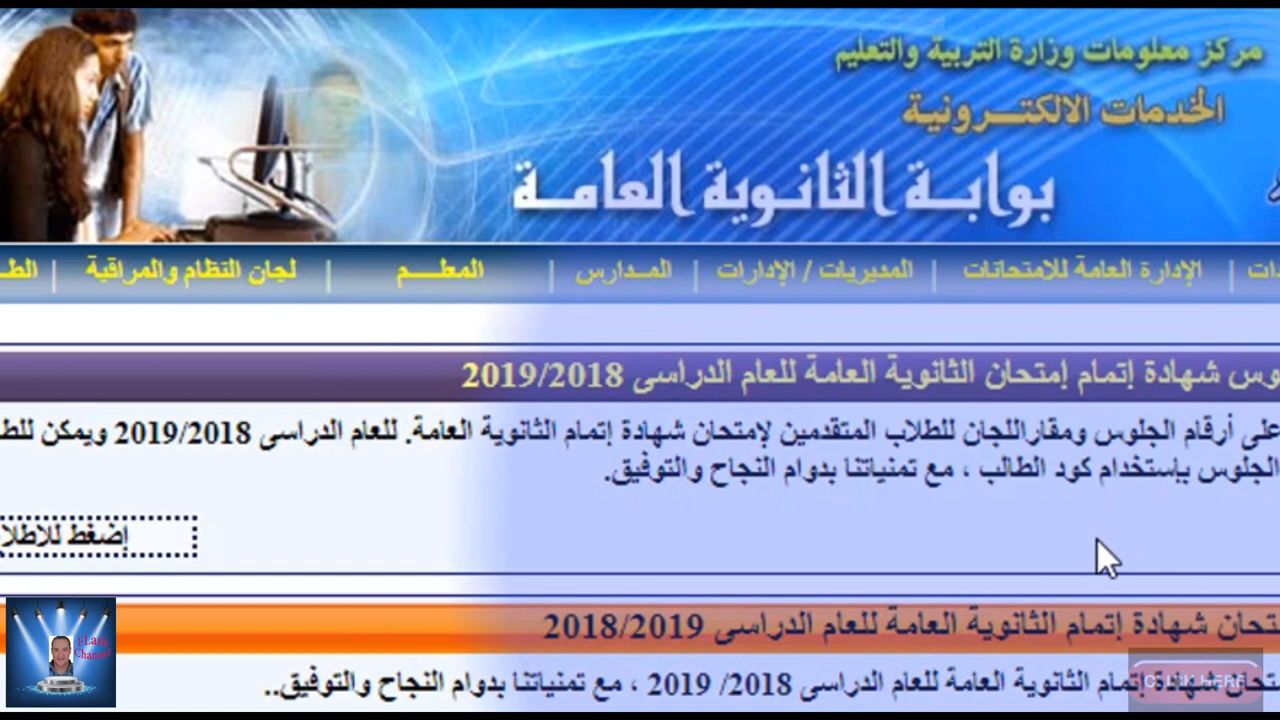 مركز معلومات وزارة التربية والتعليم
الخدمات الالكترونية
بوابة الثانوية العامة
الإدارة العامة للامتحانات | المديريات / الإدارات | المدارس | المعلم | لجان النظام والمراقبة
شهادة إتمام إمتحان الثانوية العامة للعام الدراسى 2019/2018
على أرقام الجلوس ومقاراللجان للطلاب المتقدمين لإمتحان شهادة إتمام الثانوية العامة. للعام الدراسى 2019/2018 ويمكن
الجلوس بإستخدام كود الطالب ، مع تمنياتنا بدوام النجاح والتوفيق.
إضغط
شهادة إتمام الثانوية العامة للعام الدراسى 2018/2019
شهادة إتمام الثانوية العامة للعام الدراسى 2018/ 2019 ، مع تمنياتنا بدوام النجاح والتوفيق..
CLICK HERE